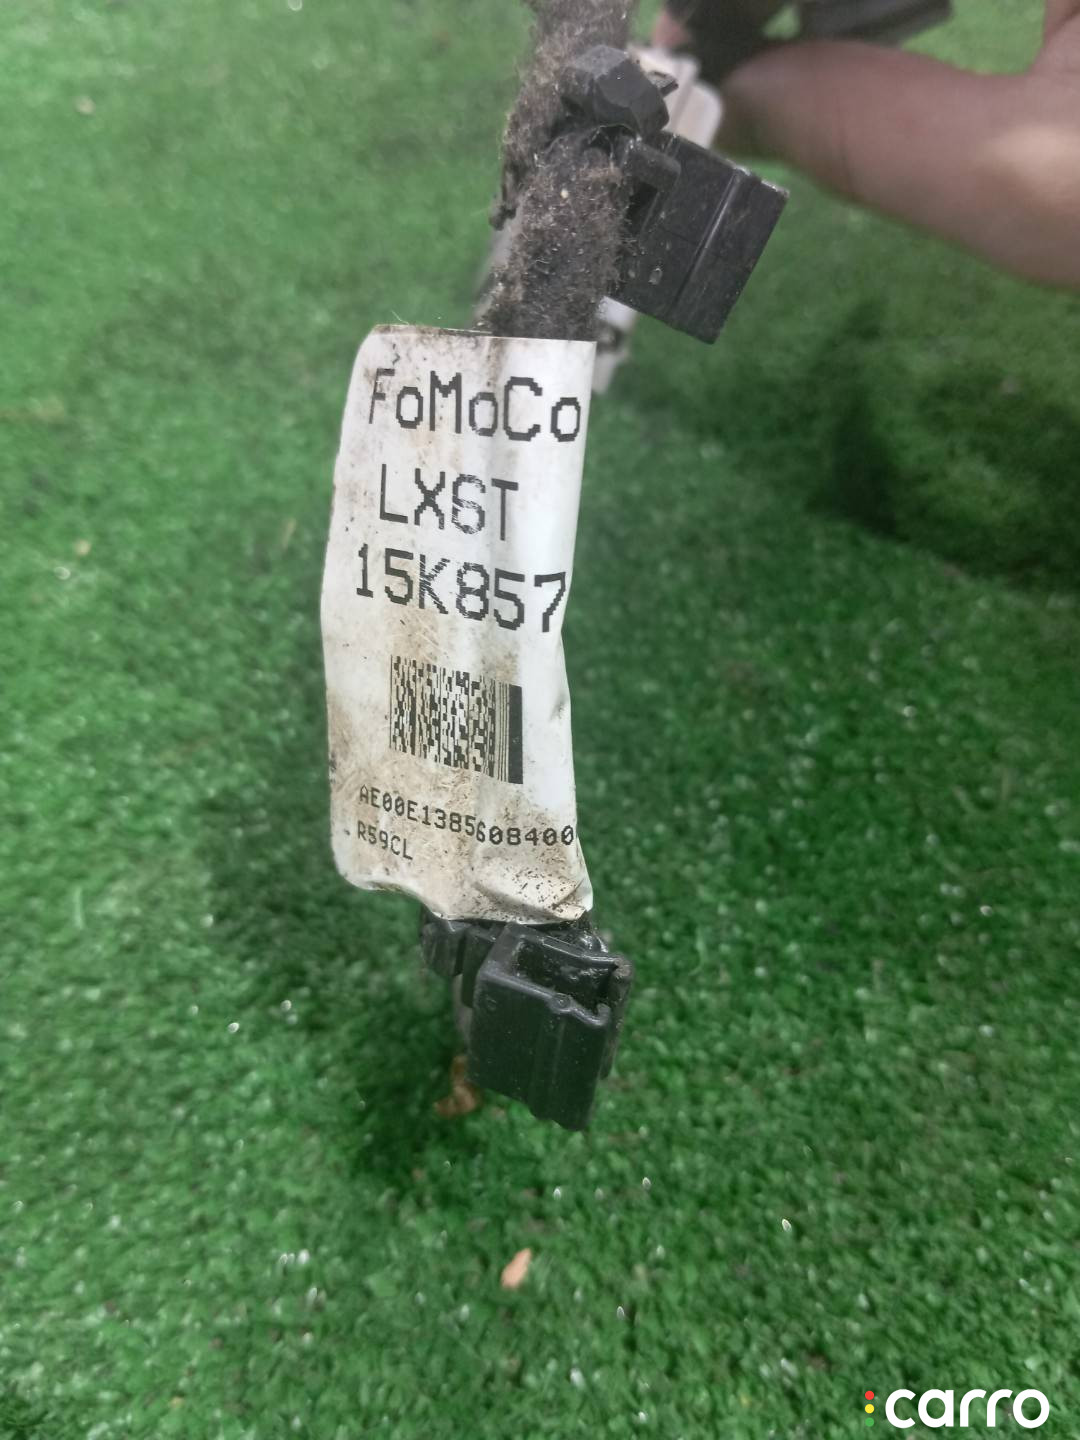 FoMoCo
LX6T
15K857
AE00E1385608400
R59CL
carro